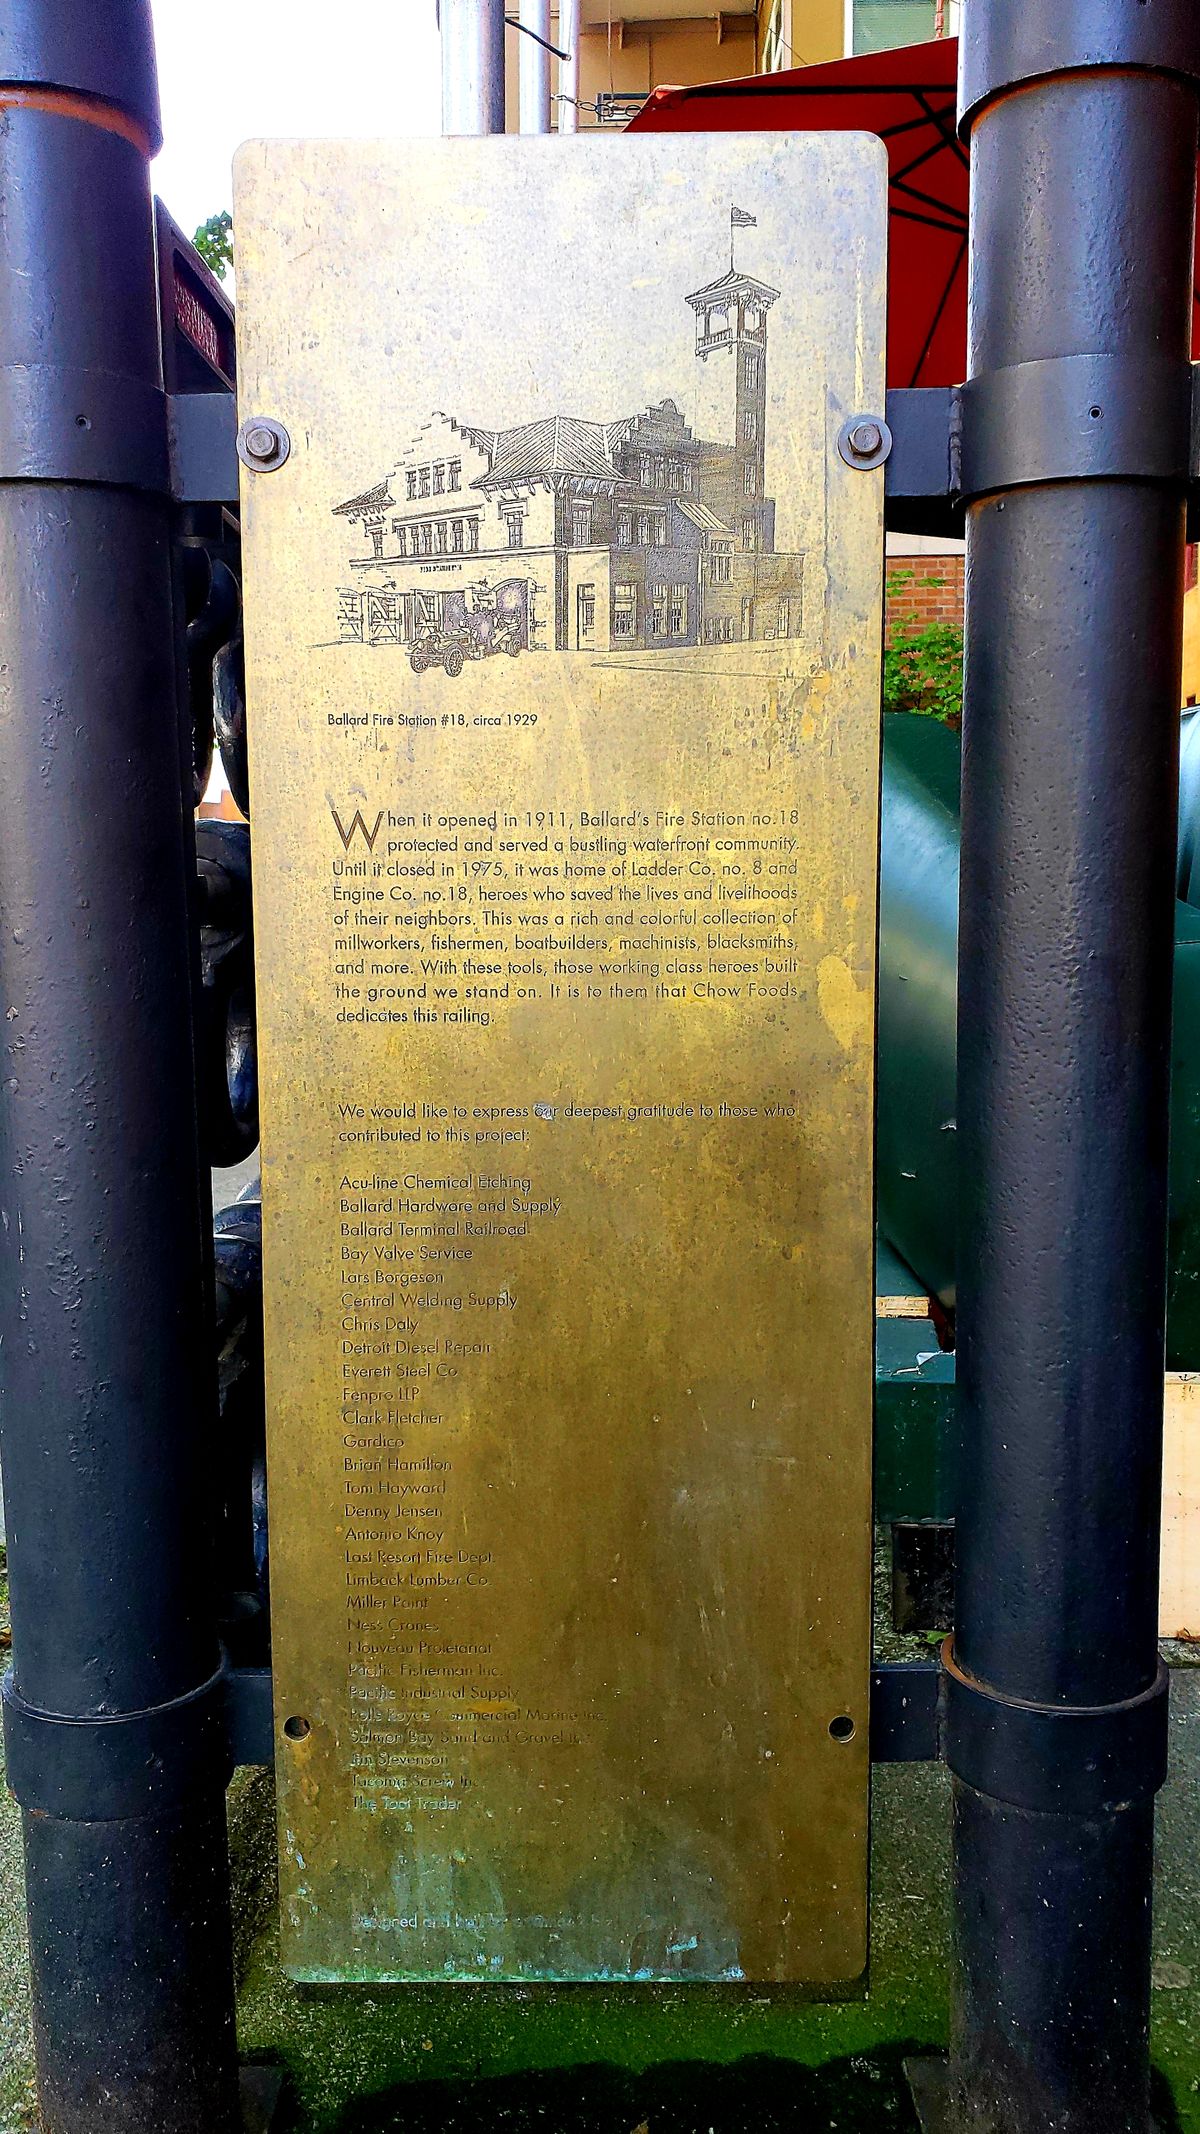 Ballard Fire Station #18, circa 1929
When it opened in 1911, Ballard's Fire Station no.18
protected and served a bustling waterfront community.
Until it closed in 1975, it was home of Ladder Co. no. 8 and
Engine Co. no.18, heroes who saved the lives and livelihoods
of their neighbors. This was a rich and colorful collection of
millworkers, fishermen, boatbuilders, machinists, blacksmiths,
and more. With these tools, those working class heroes built
the ground we stand on. It is to them that Chow Foods
dedicates this railing.
We would like to express our deepest gratitude to those who
contributed to this project:
Acu-line Chemical Etching
Ballard Hardware and Supply
Ballard Terminal Railroad
Bay Valve Service
Lars Borgeson
Central Welding Supply
Chris Daly
Detroit Diesel Repair
Everett Steel Co
Fenpro LLP
Clark Fletcher
Gardico
Brian Hamilton
Tom Hayward
Denny Jensen
Antonio Knoy
Last Resort Fire Dept.
Limback Lumber Co.
Miller Paint
Ness Cranes
Nouveau Proletariat
Pacific Fisherman Inc.
Pacific Industrial Supply
Rolls Royce Commercial Marine Inc.
Salmon Bay Sand and Gravel
Stevenson
Tacoma Screw Inc
The Tool Trader
Designed and